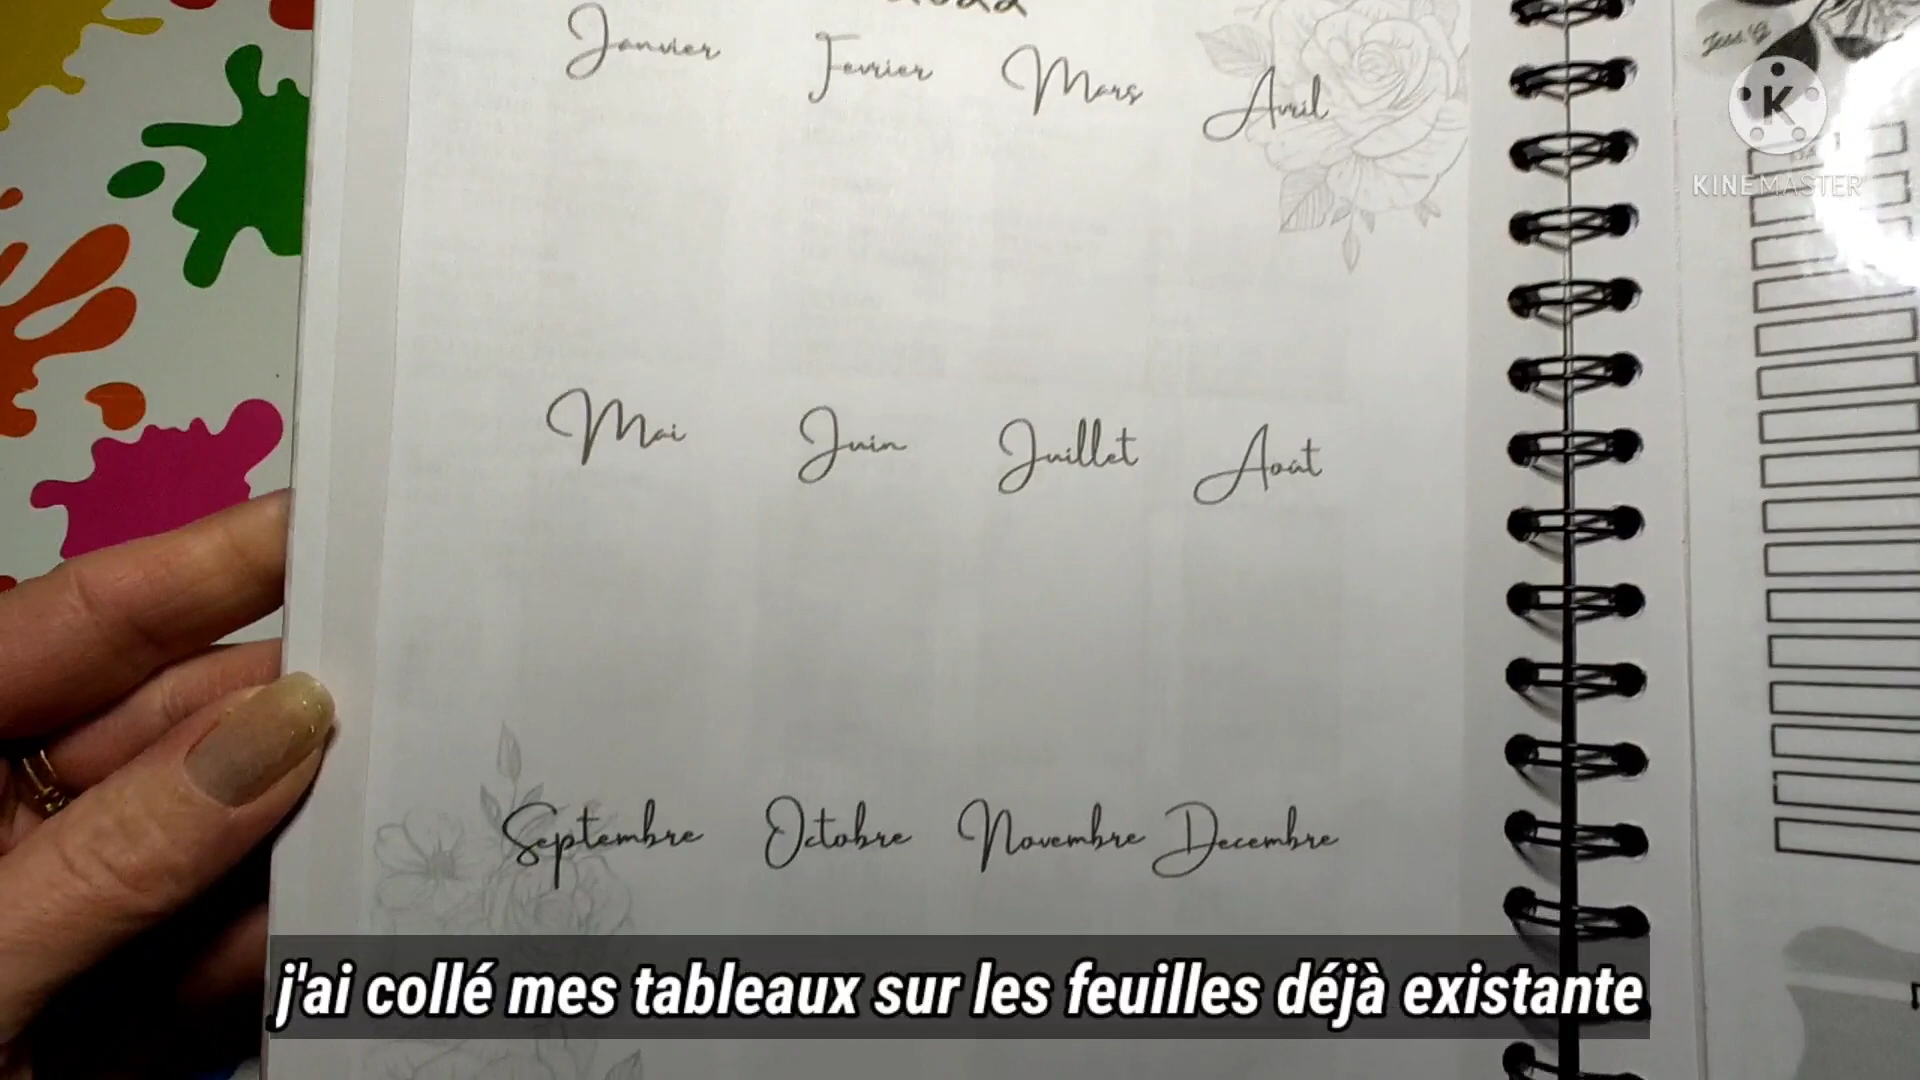 Janvier Fevrier Mars Avril
Jess.G
K
KINEMASTER
Mai Juin Juillet Août
Septembre Octobre Novembre Decembre
j'ai collé mes tableaux sur les feuilles déjà existante